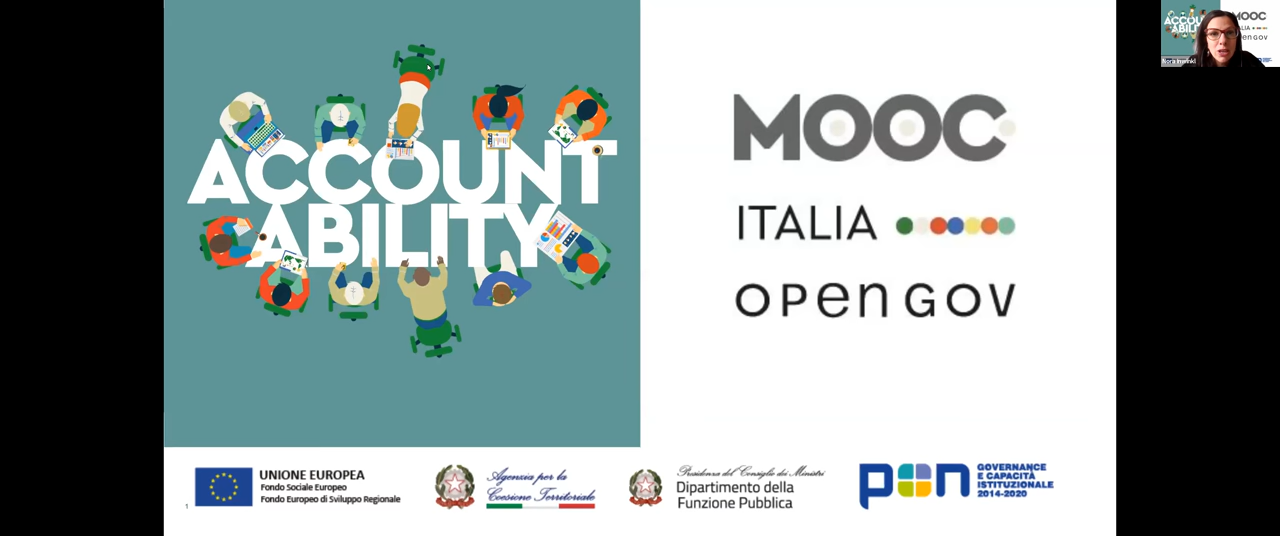 ACCOUNT
ABILITY
MOOC
ITALIA
OPEN GOV
UNIONE EUROPEA
Fondo Sociale Europeo
Fondo Europeo di Sviluppo Regionale
Agenzia per la
Coesione Territoriale
Presidenza del Consiglio dei Ministri
Dipartimento della
Funzione Pubblica
pon
GOVERNANCE
E CAPACITÀ
ISTITUZIONALE
2014-2020
1